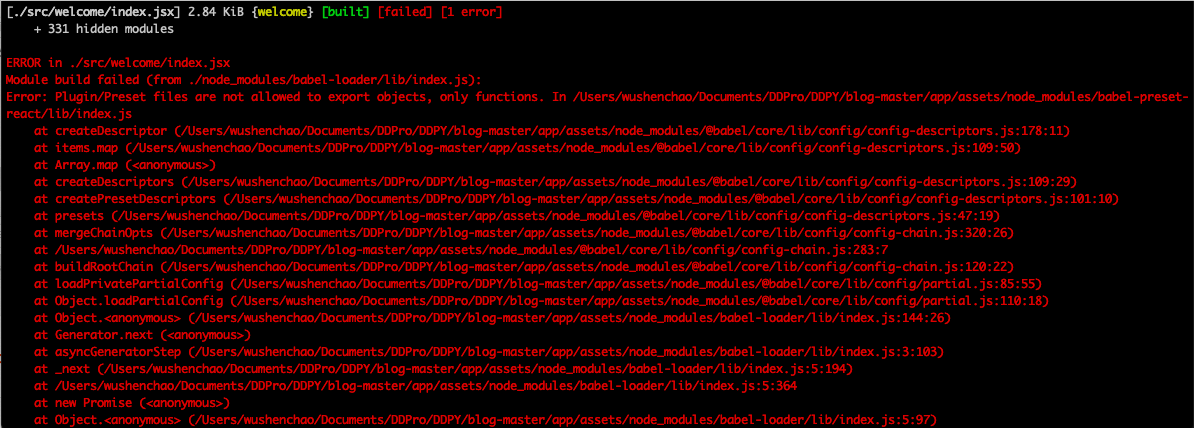 [./src/welcome/index.jsx] 2.84 KiB {welcome} [built] [failed] [1 error]
    + 331 hidden modules

ERROR in ./src/welcome/index.jsx
Module build failed (from ./node_modules/babel-loader/lib/index.js):
Error: Plugin/Preset files are not allowed to export objects, only functions. In /Users/wushenchao/Documents/DDPro/DDPY/blog-master/app/assets/node_modules/babel-preset-
react/lib/index.js
    at createDescriptor (/Users/wushenchao/Documents/DDPro/DDPY/blog-master/app/assets/node_modules/@babel/core/lib/config/config-descriptors.js:178:11)
    at items.map (/Users/wushenchao/Documents/DDPro/DDPY/blog-master/app/assets/node_modules/@babel/core/lib/config/config-descriptors.js:109:50)
    at Array.map (<anonymous>)
    at createDescriptors (/Users/wushenchao/Documents/DDPro/DDPY/blog-master/app/assets/node_modules/@babel/core/lib/config/config-descriptors.js:109:29)
    at createPresetDescriptors (/Users/wushenchao/Documents/DDPro/DDPY/blog-master/app/assets/node_modules/@babel/core/lib/config/config-descriptors.js:101:10)
    at presets (/Users/wushenchao/Documents/DDPro/DDPY/blog-master/app/assets/node_modules/@babel/core/lib/config/config-descriptors.js:47:19)
    at mergeChainOpts (/Users/wushenchao/Documents/DDPro/DDPY/blog-master/app/assets/node_modules/@babel/core/lib/config/config-chain.js:320:26)
    at /Users/wushenchao/Documents/DDPro/DDPY/blog-master/app/assets/node_modules/@babel/core/lib/config/config-chain.js:283:7
    at buildRootChain (/Users/wushenchao/Documents/DDPro/DDPY/blog-master/app/assets/node_modules/@babel/core/lib/config/config-chain.js:120:22)
    at loadPrivatePartialConfig (/Users/wushenchao/Documents/DDPro/DDPY/blog-master/app/assets/node_modules/@babel/core/lib/config/partial.js:85:55)
    at Object.loadPartialConfig (/Users/wushenchao/Documents/DDPro/DDPY/blog-master/app/assets/node_modules/@babel/core/lib/config/partial.js:110:18)
    at Object.<anonymous> (/Users/wushenchao/Documents/DDPro/DDPY/blog-master/app/assets/node_modules/babel-loader/lib/index.js:144:26)
    at Generator.next (<anonymous>)
    at asyncGeneratorStep (/Users/wushenchao/Documents/DDPro/DDPY/blog-master/app/assets/node_modules/babel-loader/lib/index.js:3:103)
    at _next (/Users/wushenchao/Documents/DDPro/DDPY/blog-master/app/assets/node_modules/babel-loader/lib/index.js:5:194)
    at /Users/wushenchao/Documents/DDPro/DDPY/blog-master/app/assets/node_modules/babel-loader/lib/index.js:5:364
    at new Promise (<anonymous>)
    at Object.<anonymous> (/Users/wushenchao/Documents/DDPro/DDPY/blog-master/app/assets/node_modules/babel-loader/lib/index.js:5:97)